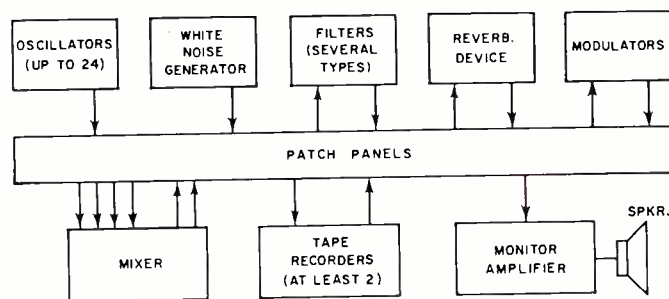 OSCILLATORS
(UP TO 24)
WHITE
NOISE
GENERATOR
FILTERS
(SEVERAL
TYPES)
REVERB.
DEVICE
MODULATORS
PATCH PANELS
MIXER
TAPE
RECORDERS
(AT LEAST 2)
MONITOR
AMPLIFIER
SPKR.